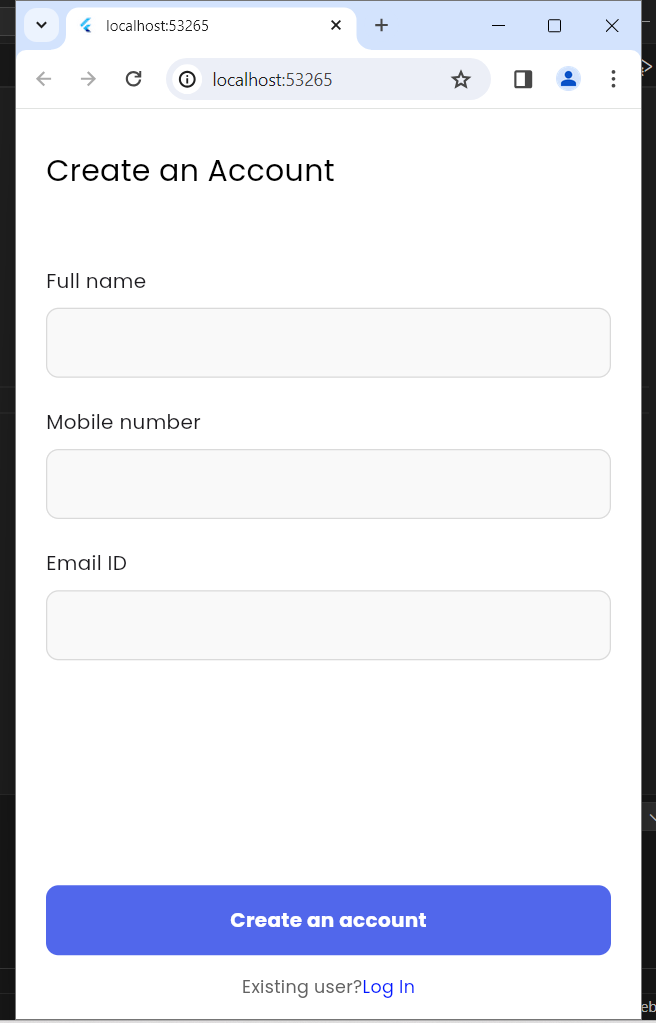 localhost:53265
localhost:53265
Create an Account
Full name
Mobile number
Email ID
Create an account
Existing user?Log In